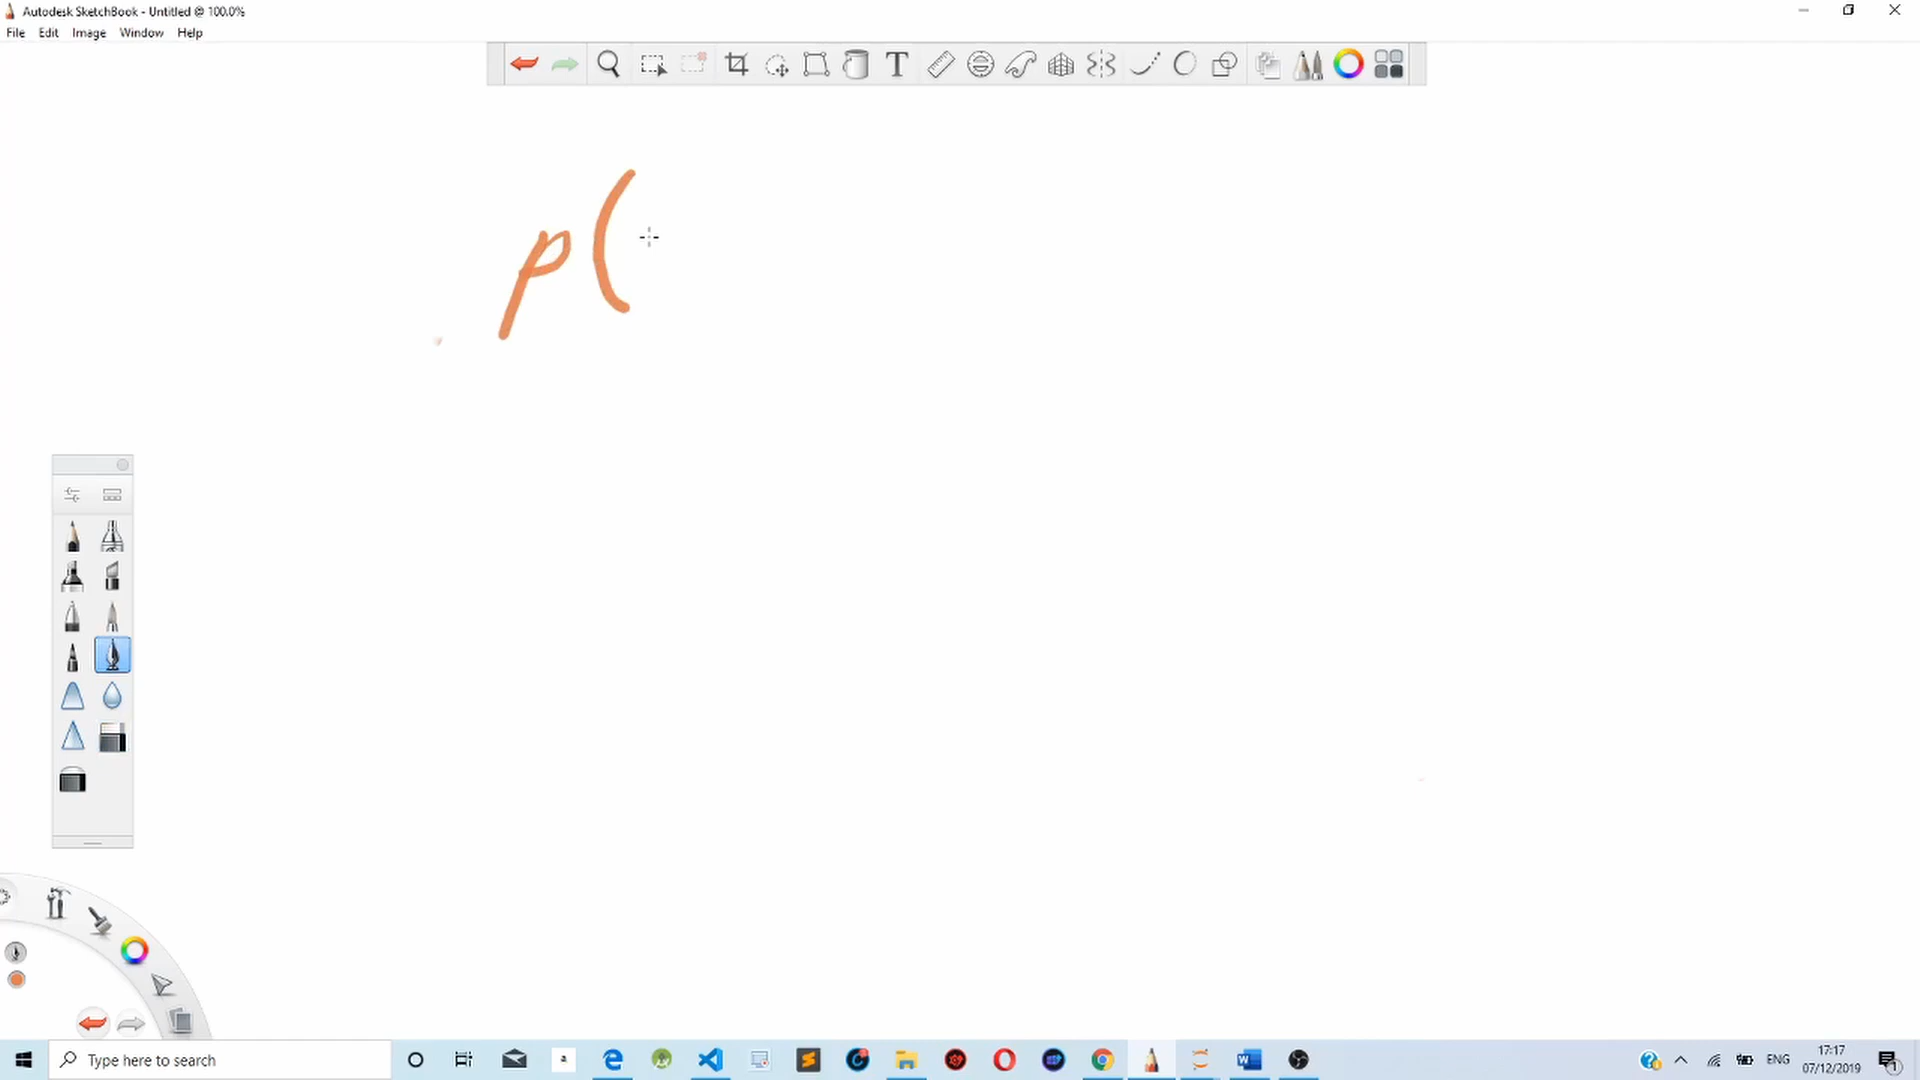 Autodesk SketchBook - Untitled @ 100.0%
File Edit Image Window Help
T
p(
Type here to search
a
ENG
17:17
07/12/2019